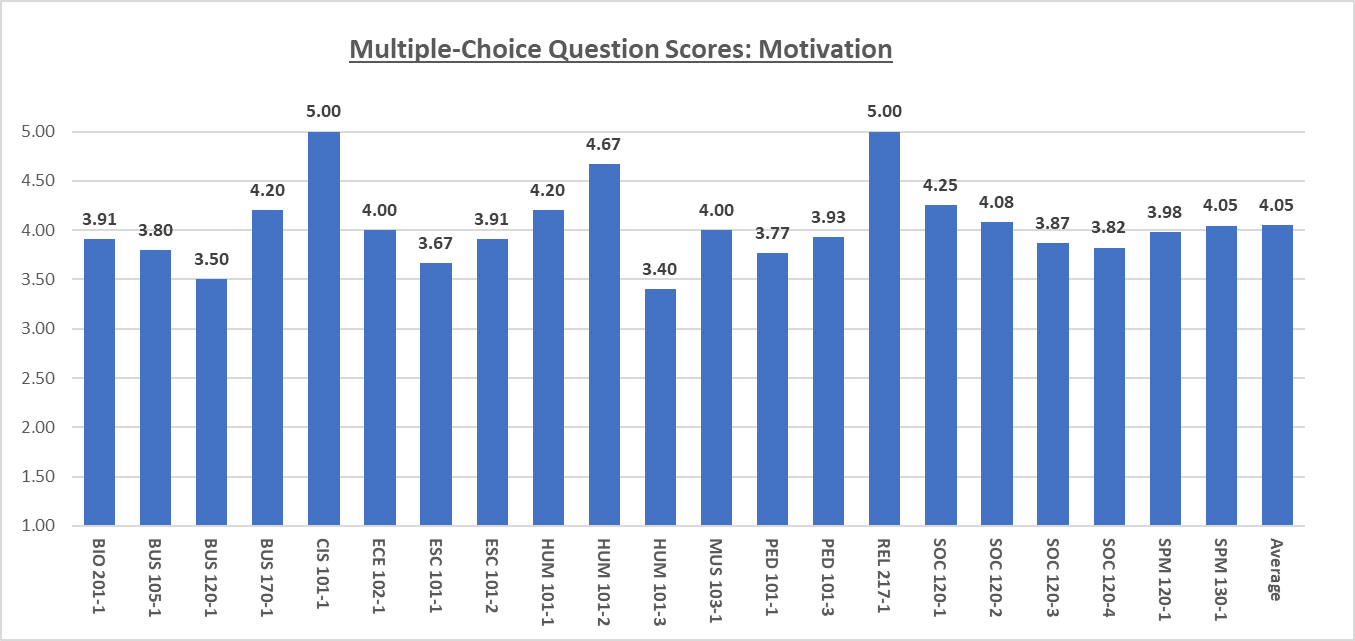 Multiple-Choice Question Scores: Motivation
5.00
4.50
4.00
3.50
3.00
2.50
2.00
1.50
1.00
3.91
3.80
3.50
4.20
5.00
4.00
3.67
3.91
4.20
4.67
3.40
4.00
3.77
3.93
5.00
4.25
4.08
3.87
3.82
3.98
4.05
4.05
BIO 201-1
BUS 105-1
BUS 120-1
BUS 170-1
CIS 101-1
ECE 102-1
ESC 101-1
ESC 101-2
HUM 101-1
HUM 101-2
HUM 101-3
MUS 103-1
PED 101-1
PED 101-3
REL 217-1
SOC 120-1
SOC 120-2
SOC 120-3
SOC 120-4
SPM 120-1
SPM 130-1
Average